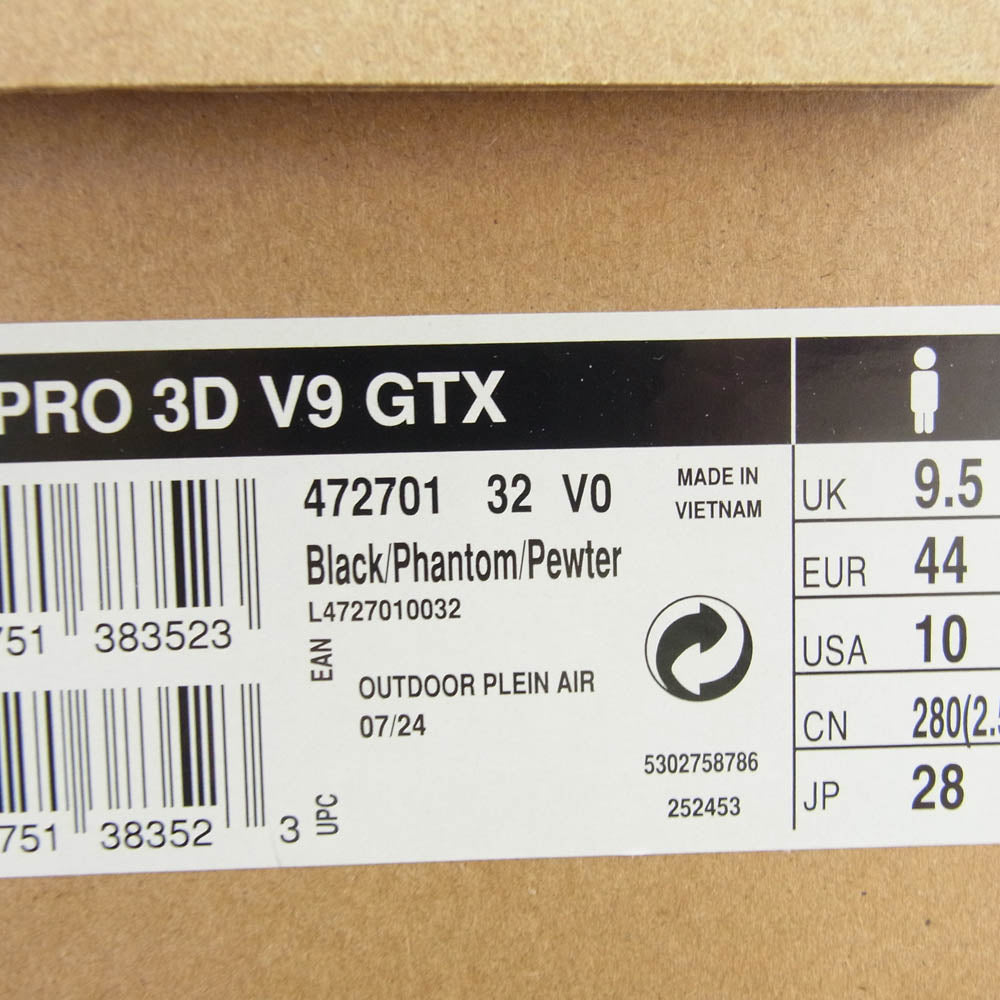 PRO 3D V9 GTX
472701 32 V0
MADE IN
VIETNAM
Black/Phantom/Pewter
L4727010032
751 383523
EAN
OUTDOOR PLEIN AIR
07/24
751 38352 3
UPC
5302758786
252453
UK 9.5
EUR 44
USA 10
CN 280(2.5
JP 28